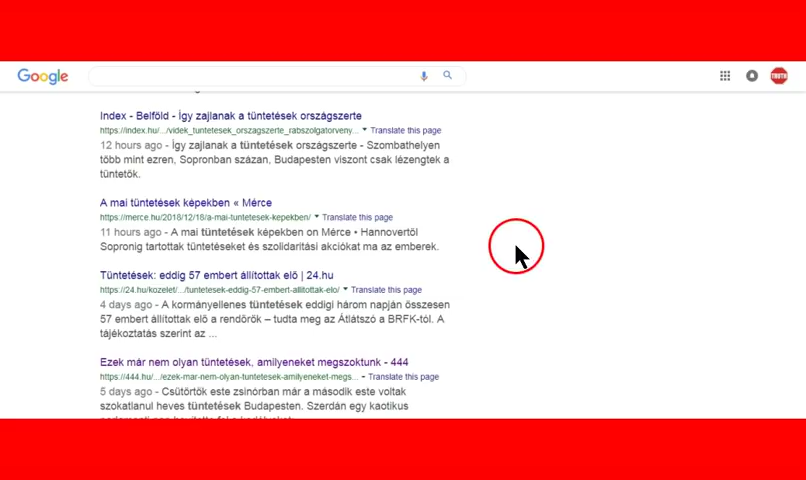 Google
TRUTH
Index - Belföld - Így zajlanak a tüntetések országszerte
https://index.hu/.../videk_tuntetesek_orszagszerte_rabszolgatorveny... Translate this page
12 hours ago - Így zajlanak a tüntetések országszerte - Szombathelyen
több mint ezren, Sopronban százan, Budapesten viszont csak lézengtek a
tüntetők.
A mai tüntetések képekben « Mérce
https://merce.hu/2018/12/18/a-mai-tuntetesek-kepekben/ Translate this page
11 hours ago - A mai tüntetések képekben on Mérce • Hannovertől
Sopronig tartottak tüntetéseket és szolidaritási akciókat ma az emberek.
Tüntetések: eddig 57 embert állítottak elő | 24.hu
https://24.hu/kozelet/.../tuntetesek-eddig-57-embert-allitottak-elo/ Translate this page
4 days ago - A kormányellenes tüntetések eddigi három napján összesen
57 embert állítottak elő a rendőrök – tudta meg az Átlátszó a BRFK-tól. A
tájékoztatás szerint az ...
Ezek már nem olyan tüntetések, amilyeneket megszoktunk - 444
https://444.hu/.../ezek-mar-nem-olyan-tuntetesek-amilyeneket-megs... Translate this page
5 days ago - Csütörtök este zsinórban már a második este voltak
szokatlanul heves tüntetések Budapesten. Szerdán egy kaotikus